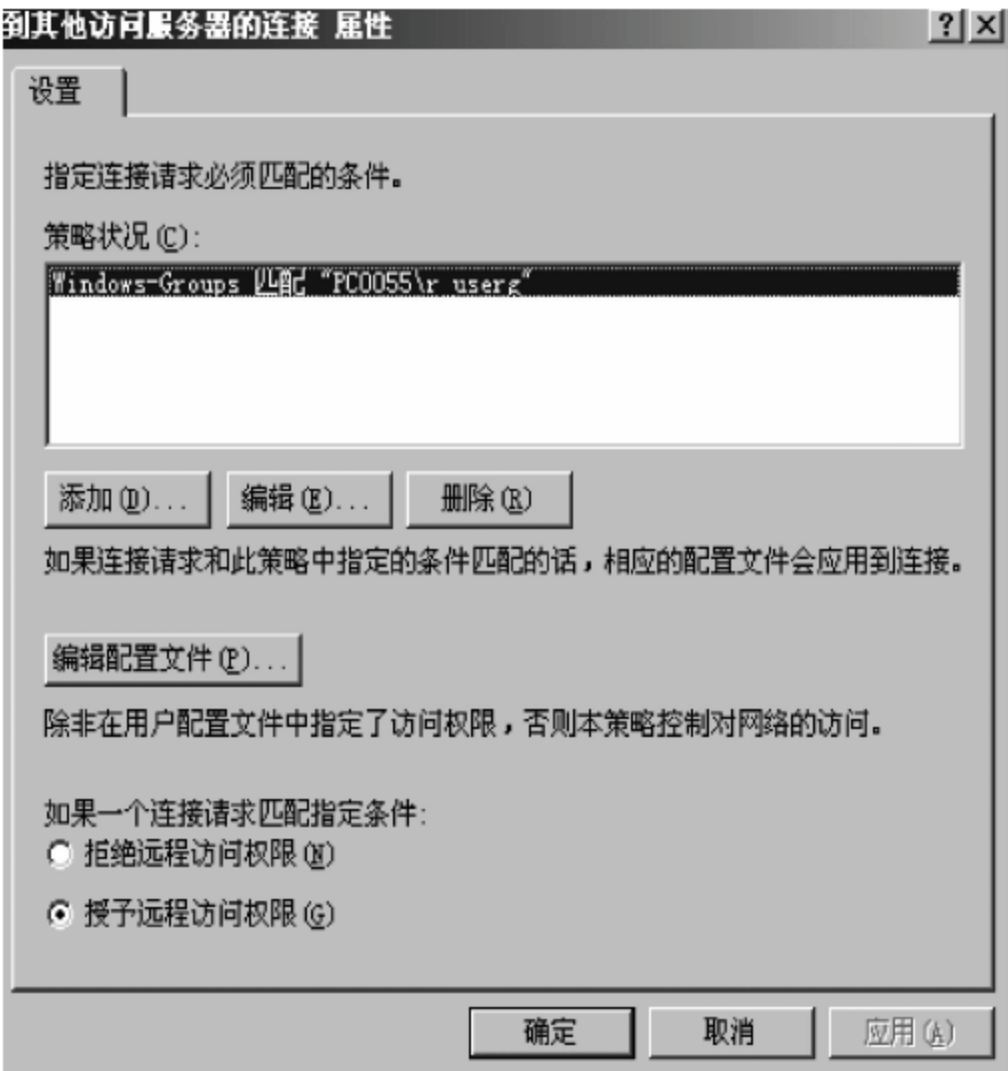 到其他访问服务器的连接 属性
设置
指定连接请求必须匹配的条件。
策略状况(C):
Windows-Groups 匹配 "PC0055\r_userg"
添加(D)...
编辑(E)...
删除(R)
如果连接请求和此策略中指定的条件匹配的话，相应的配置文件会应用到连接。
编辑配置文件(P)...
除非在用户配置文件中指定了访问权限，否则本策略控制对网络的访问。
如果一个连接请求匹配指定条件:
拒绝远程访问权限(N)
授予远程访问权限(G)
确定
取消
应用(A)